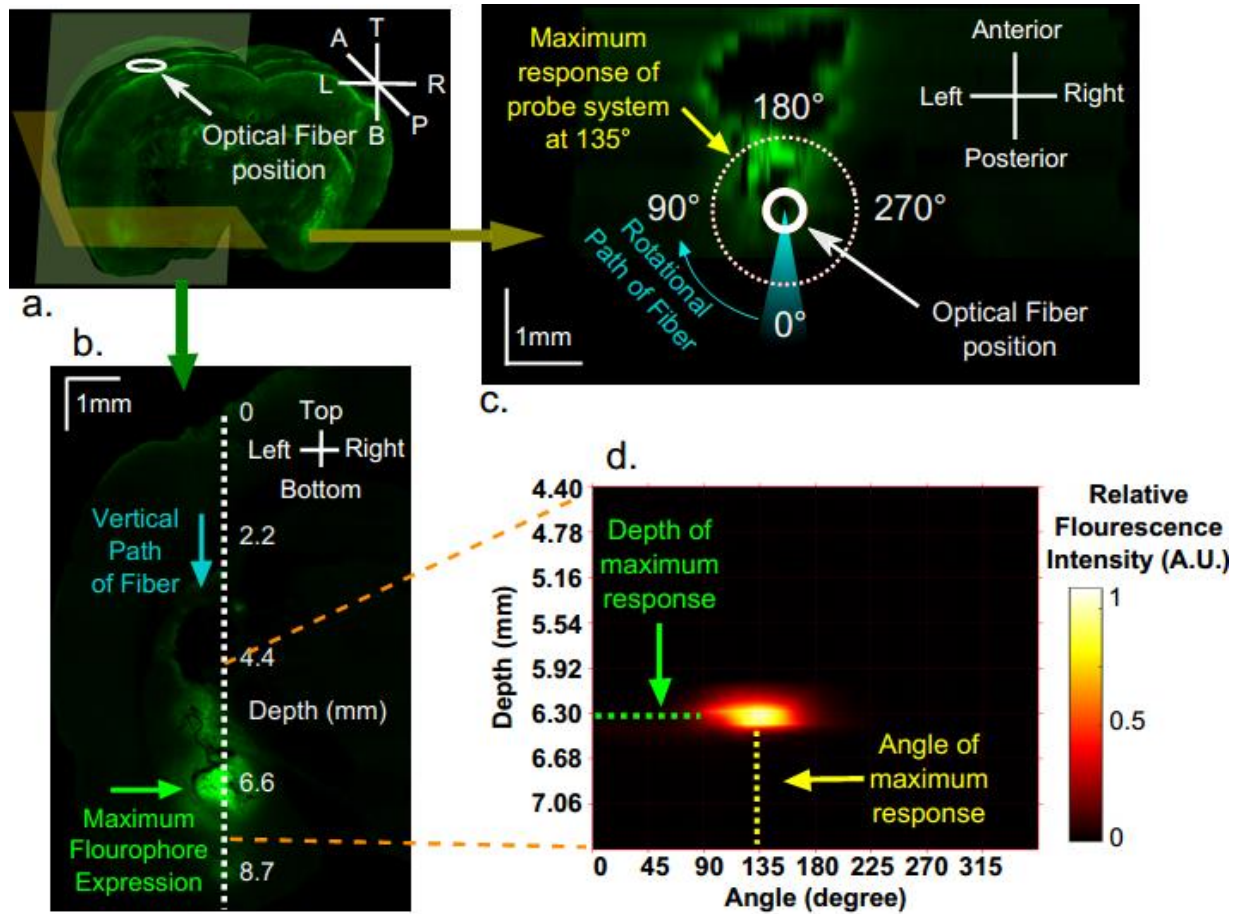 a.
A
T
L
R
B
P
Optical Fiber
position
b.
1mm
0
Top
Left
Right
Bottom
Vertical
Path
of Fiber
2.2
4.4
Depth (mm)
6.6
Maximum
Flourophore
Expression
8.7
c.
Maximum
response of
probe system
at 135°
180°
90°
270°
0°
Rotational
Path of Fiber
Anterior
Left
Right
Posterior
Optical Fiber
position
1mm
d.
4.40
4.78
5.16
5.54
5.92
6.30
6.68
7.06
Depth (mm)
Depth of
maximum
response
Angle of
maximum
response
0 45 90 135 180 225 270 315
Angle (degree)
Relative
Flourescence
Intensity (A.U.)
1
0.5
0